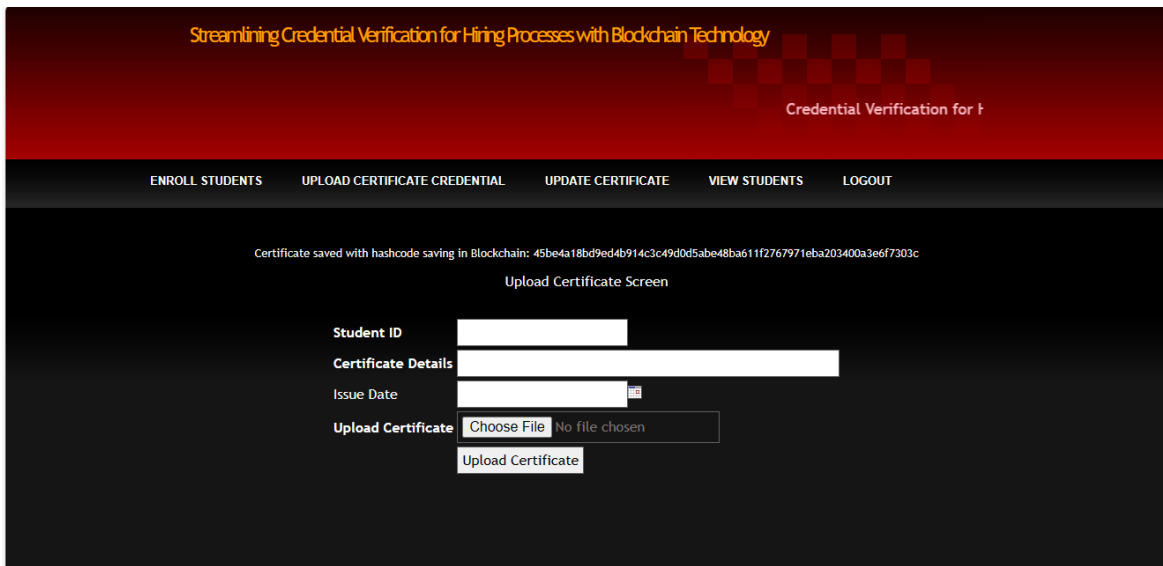 Streamlining Credential Verification for Hiring Processes with Blockchain Technology
Credential Verification for
ENROLL STUDENTS UPLOAD CERTIFICATE CREDENTIAL UPDATE CERTIFICATE VIEW STUDENTS LOGOUT
Certificate saved with hashcode saving in Blockchain: 45be4a18bd9ed4b914c3c49d0d5abe48ba611f2767971eba203400a3e6f7303c
Upload Certificate Screen
Student ID
Certificate Details
Issue Date
Upload Certificate Choose File No file chosen
Upload Certificate